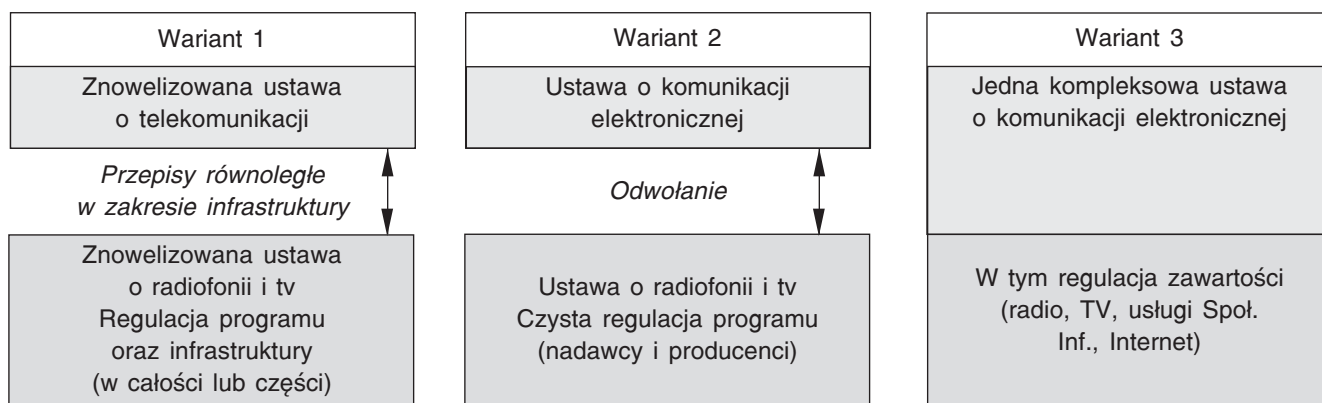 Wariant 1
Znowelizowana ustawa
o telekomunikacji
Przepisy równoległe
w zakresie infrastruktury
Znowelizowana ustawa
o radiofonii i tv
Regulacja programu
oraz infrastruktury
(w całości lub części)
Wariant 2
Ustawa o komunikacji
elektronicznej
Odwołanie
Ustawa o radiofonii i tv
Czysta regulacja programu
(nadawcy i producenci)
Wariant 3
Jedna kompleksowa ustawa
o komunikacji elektronicznej
W tym regulacja zawartości
(radio, TV, usługi Społ.
Inf., Internet)